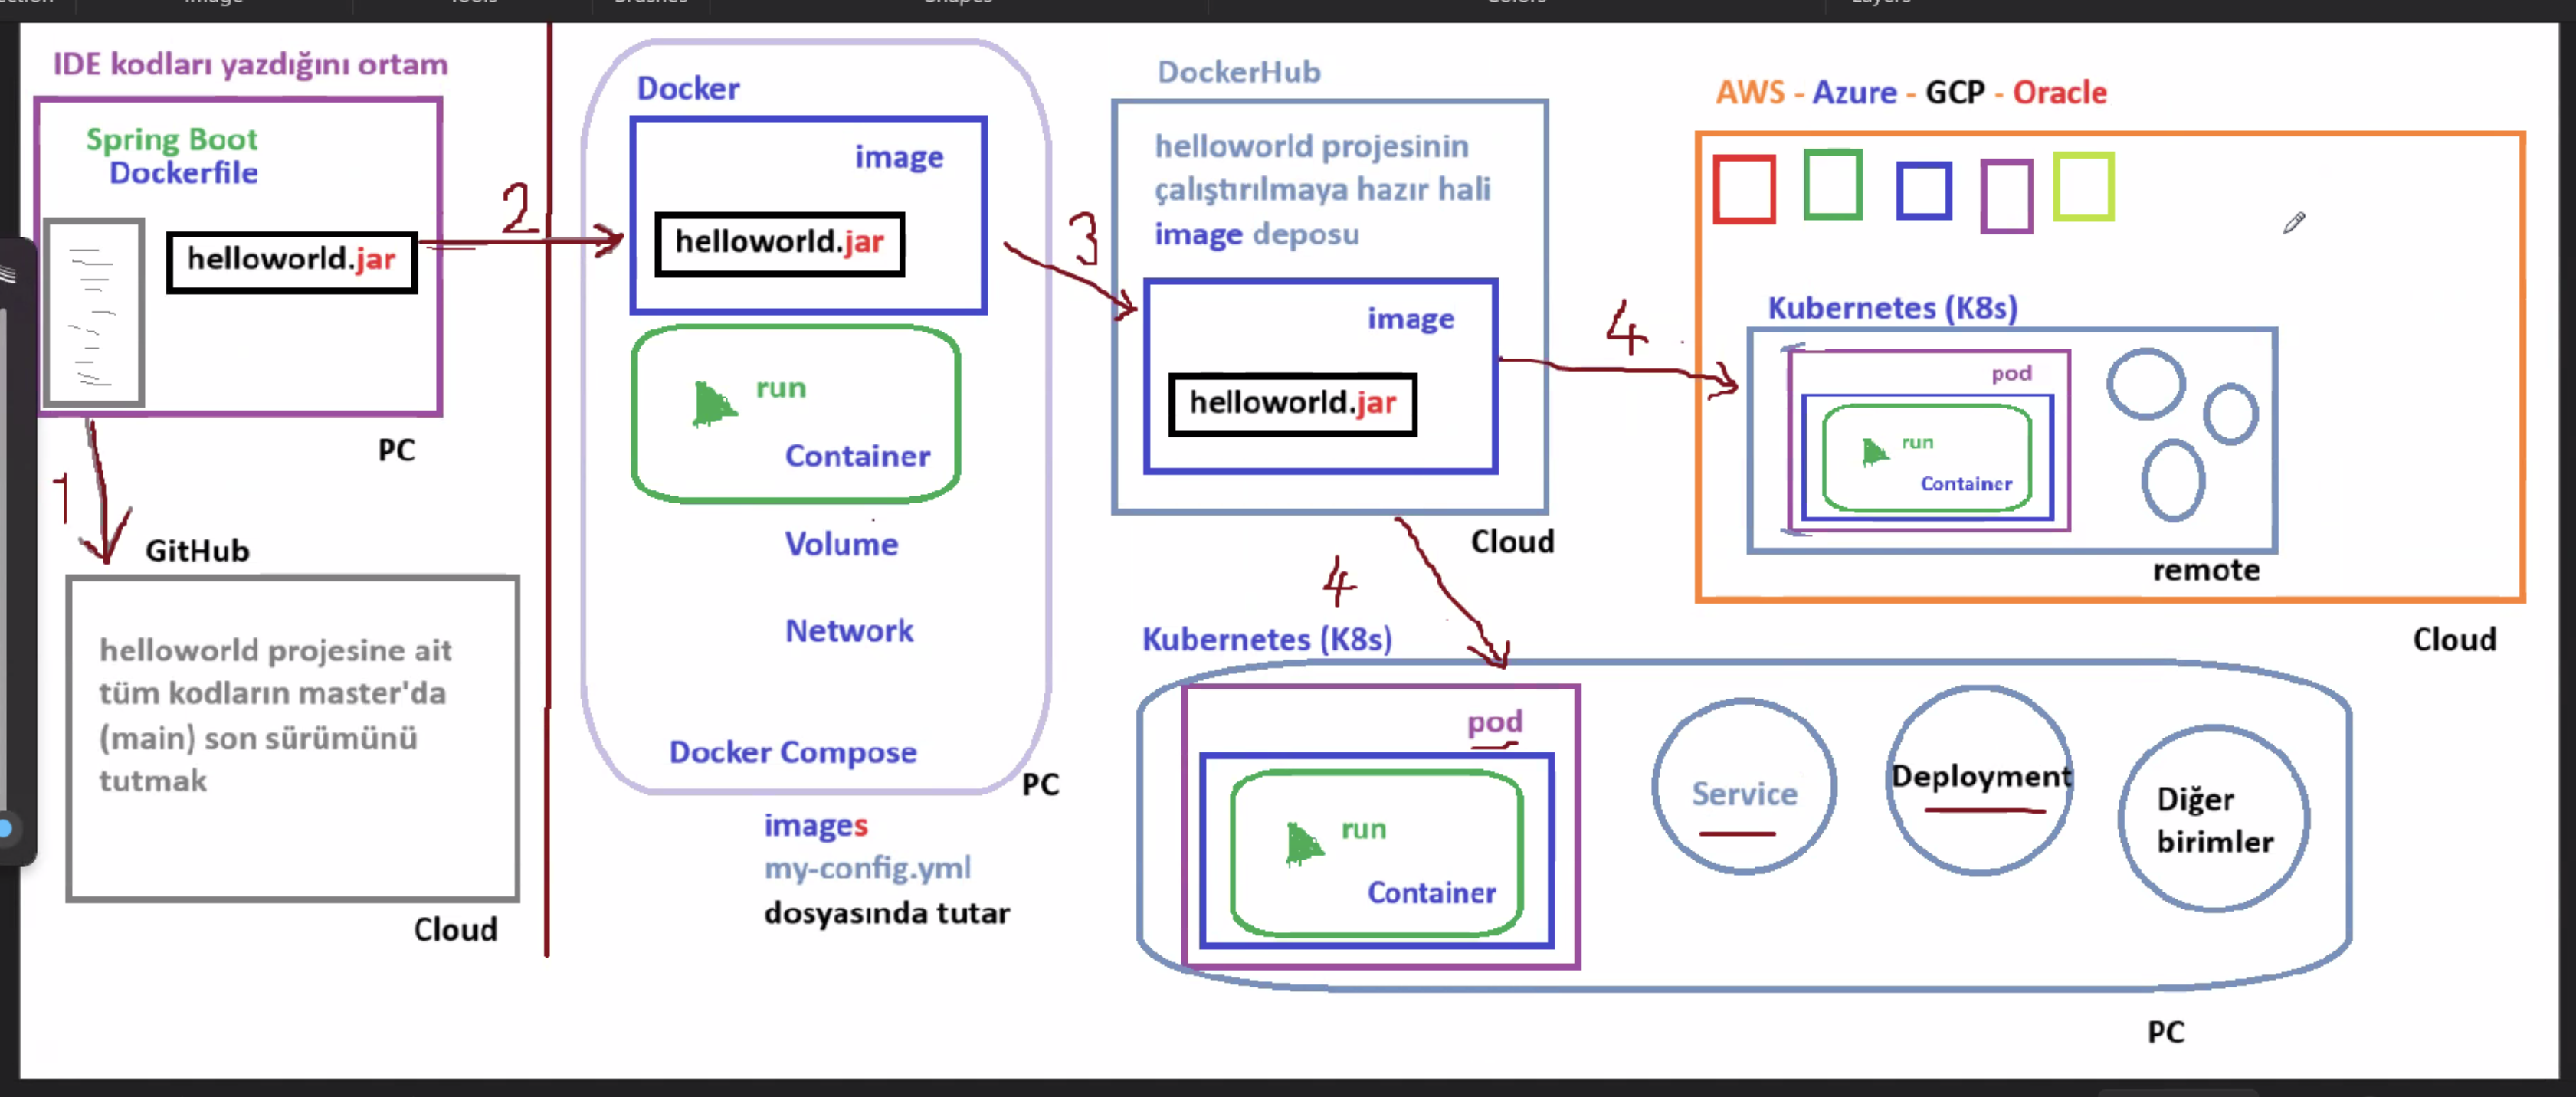 IDE kodları yazdığını ortam
Spring Boot
Dockerfile
helloworld.jar
PC
1
GitHub
helloworld projesine ait
tüm kodların master'da
(main) son sürümünü
tutmak
Cloud
2
Docker
image
helloworld.jar
run
Container
Volume
Network
Docker Compose
PC
images
my-config.yml
dosyasında tutar
3
DockerHub
helloworld projesinin
çalıştırılmaya hazır hali
image deposu
image
helloworld.jar
Cloud
4
AWS - Azure - GCP - Oracle
Kubernetes (K8s)
pod
run
Container
remote
Cloud
4
Kubernetes (K8s)
pod
run
Container
Service
Deployment
Diğer
birimler
PC